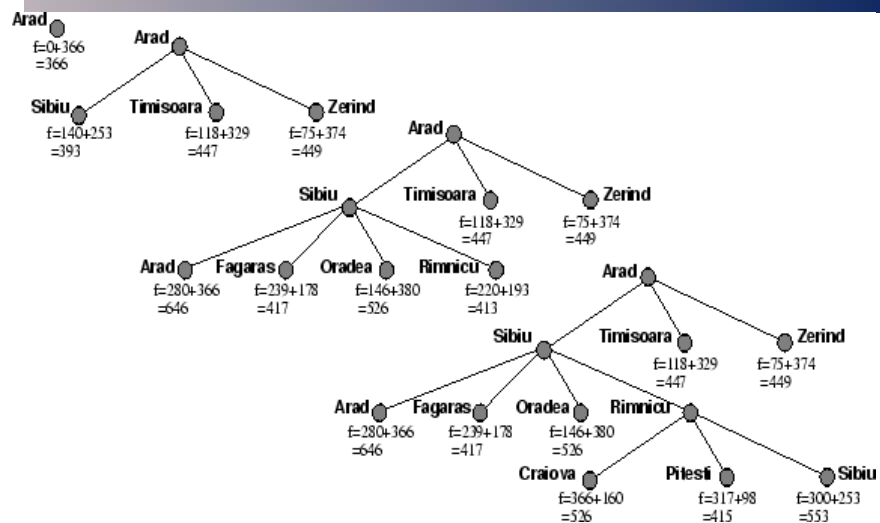 Arad
f=0+366
=366
Arad
Sibiu Timisoara Zerind
f=140+253 f=118+329 f=75+374
=393 =447 =449
Arad
Sibiu Timisoara Zerind
f=118+329 f=75+374
=447 =449
Arad Fagaras Oradea Rimnicu
f=280+366 f=239+178 f=146+380 f=220+193
=646 =417 =526 =413
Arad
Sibiu Timisoara Zerind
f=118+329 f=75+374
=447 =449
Arad Fagaras Oradea Rimnicu
f=280+366 f=239+178 f=146+380
=646 =417 =526
Craiova Pitesti Sibiu
f=366+160 f=317+98 f=300+253
=526 =415 =553